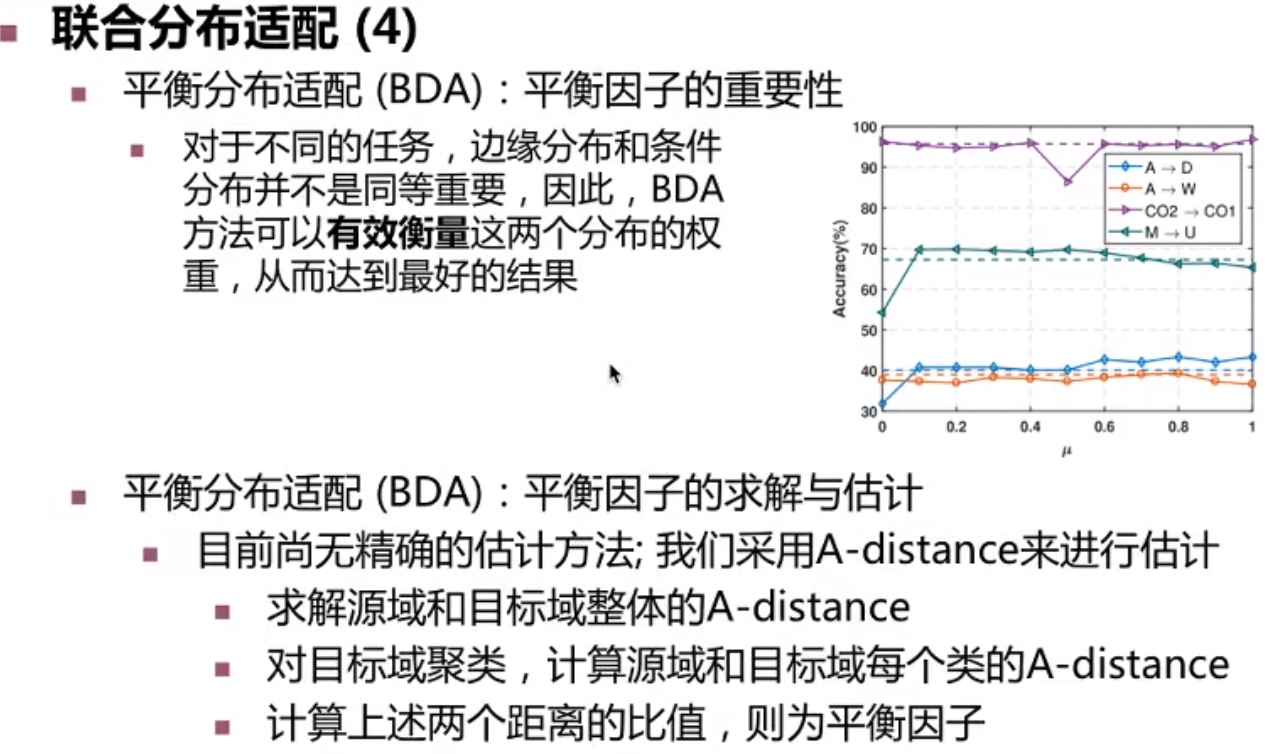 联合分布适配 (4)
平衡分布适配 (BDA)：平衡因子的重要性
对于不同的任务，边缘分布和条件
分布并不是同等重要，因此，BDA
方法可以有效衡量这两个分布的权
重，从而达到最好的结果
100
90
80
70
60
50
40
30
Accuracy(%)
A → D
A → W
CO2 → CO1
M → U
0 0.2 0.4 0.6 0.8 1
μ
平衡分布适配 (BDA)：平衡因子的求解与估计
目前尚无精确的估计方法; 我们采用A-distance来进行估计
求解源域和目标域整体的A-distance
对目标域聚类，计算源域和目标域每个类的A-distance
计算上述两个距离的比值，则为平衡因子